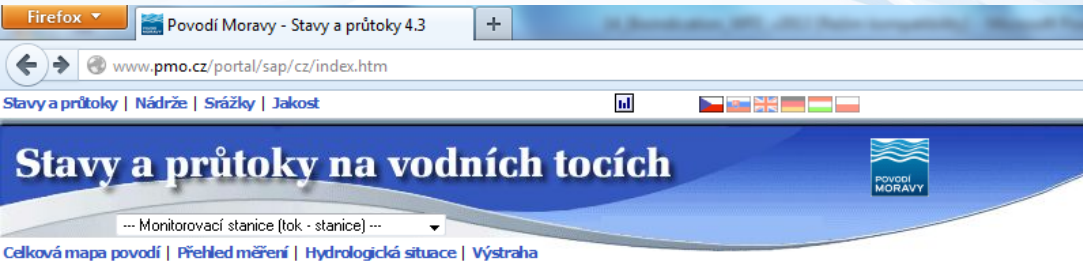 Firefox
Povodí Moravy - Stavy a průtoky 4.3
www.pmo.cz/portal/sap/cz/index.htm
Stavy a průtoky | Nádrže | Srážky | Jakost
Stavy a průtoky na vodních tocích
POVODÍ
MORAVY
--- Monitorovací stanice (tok - stanice) ---
Celková mapa povodí | Přehled měření | Hydrologická situace | Výstraha